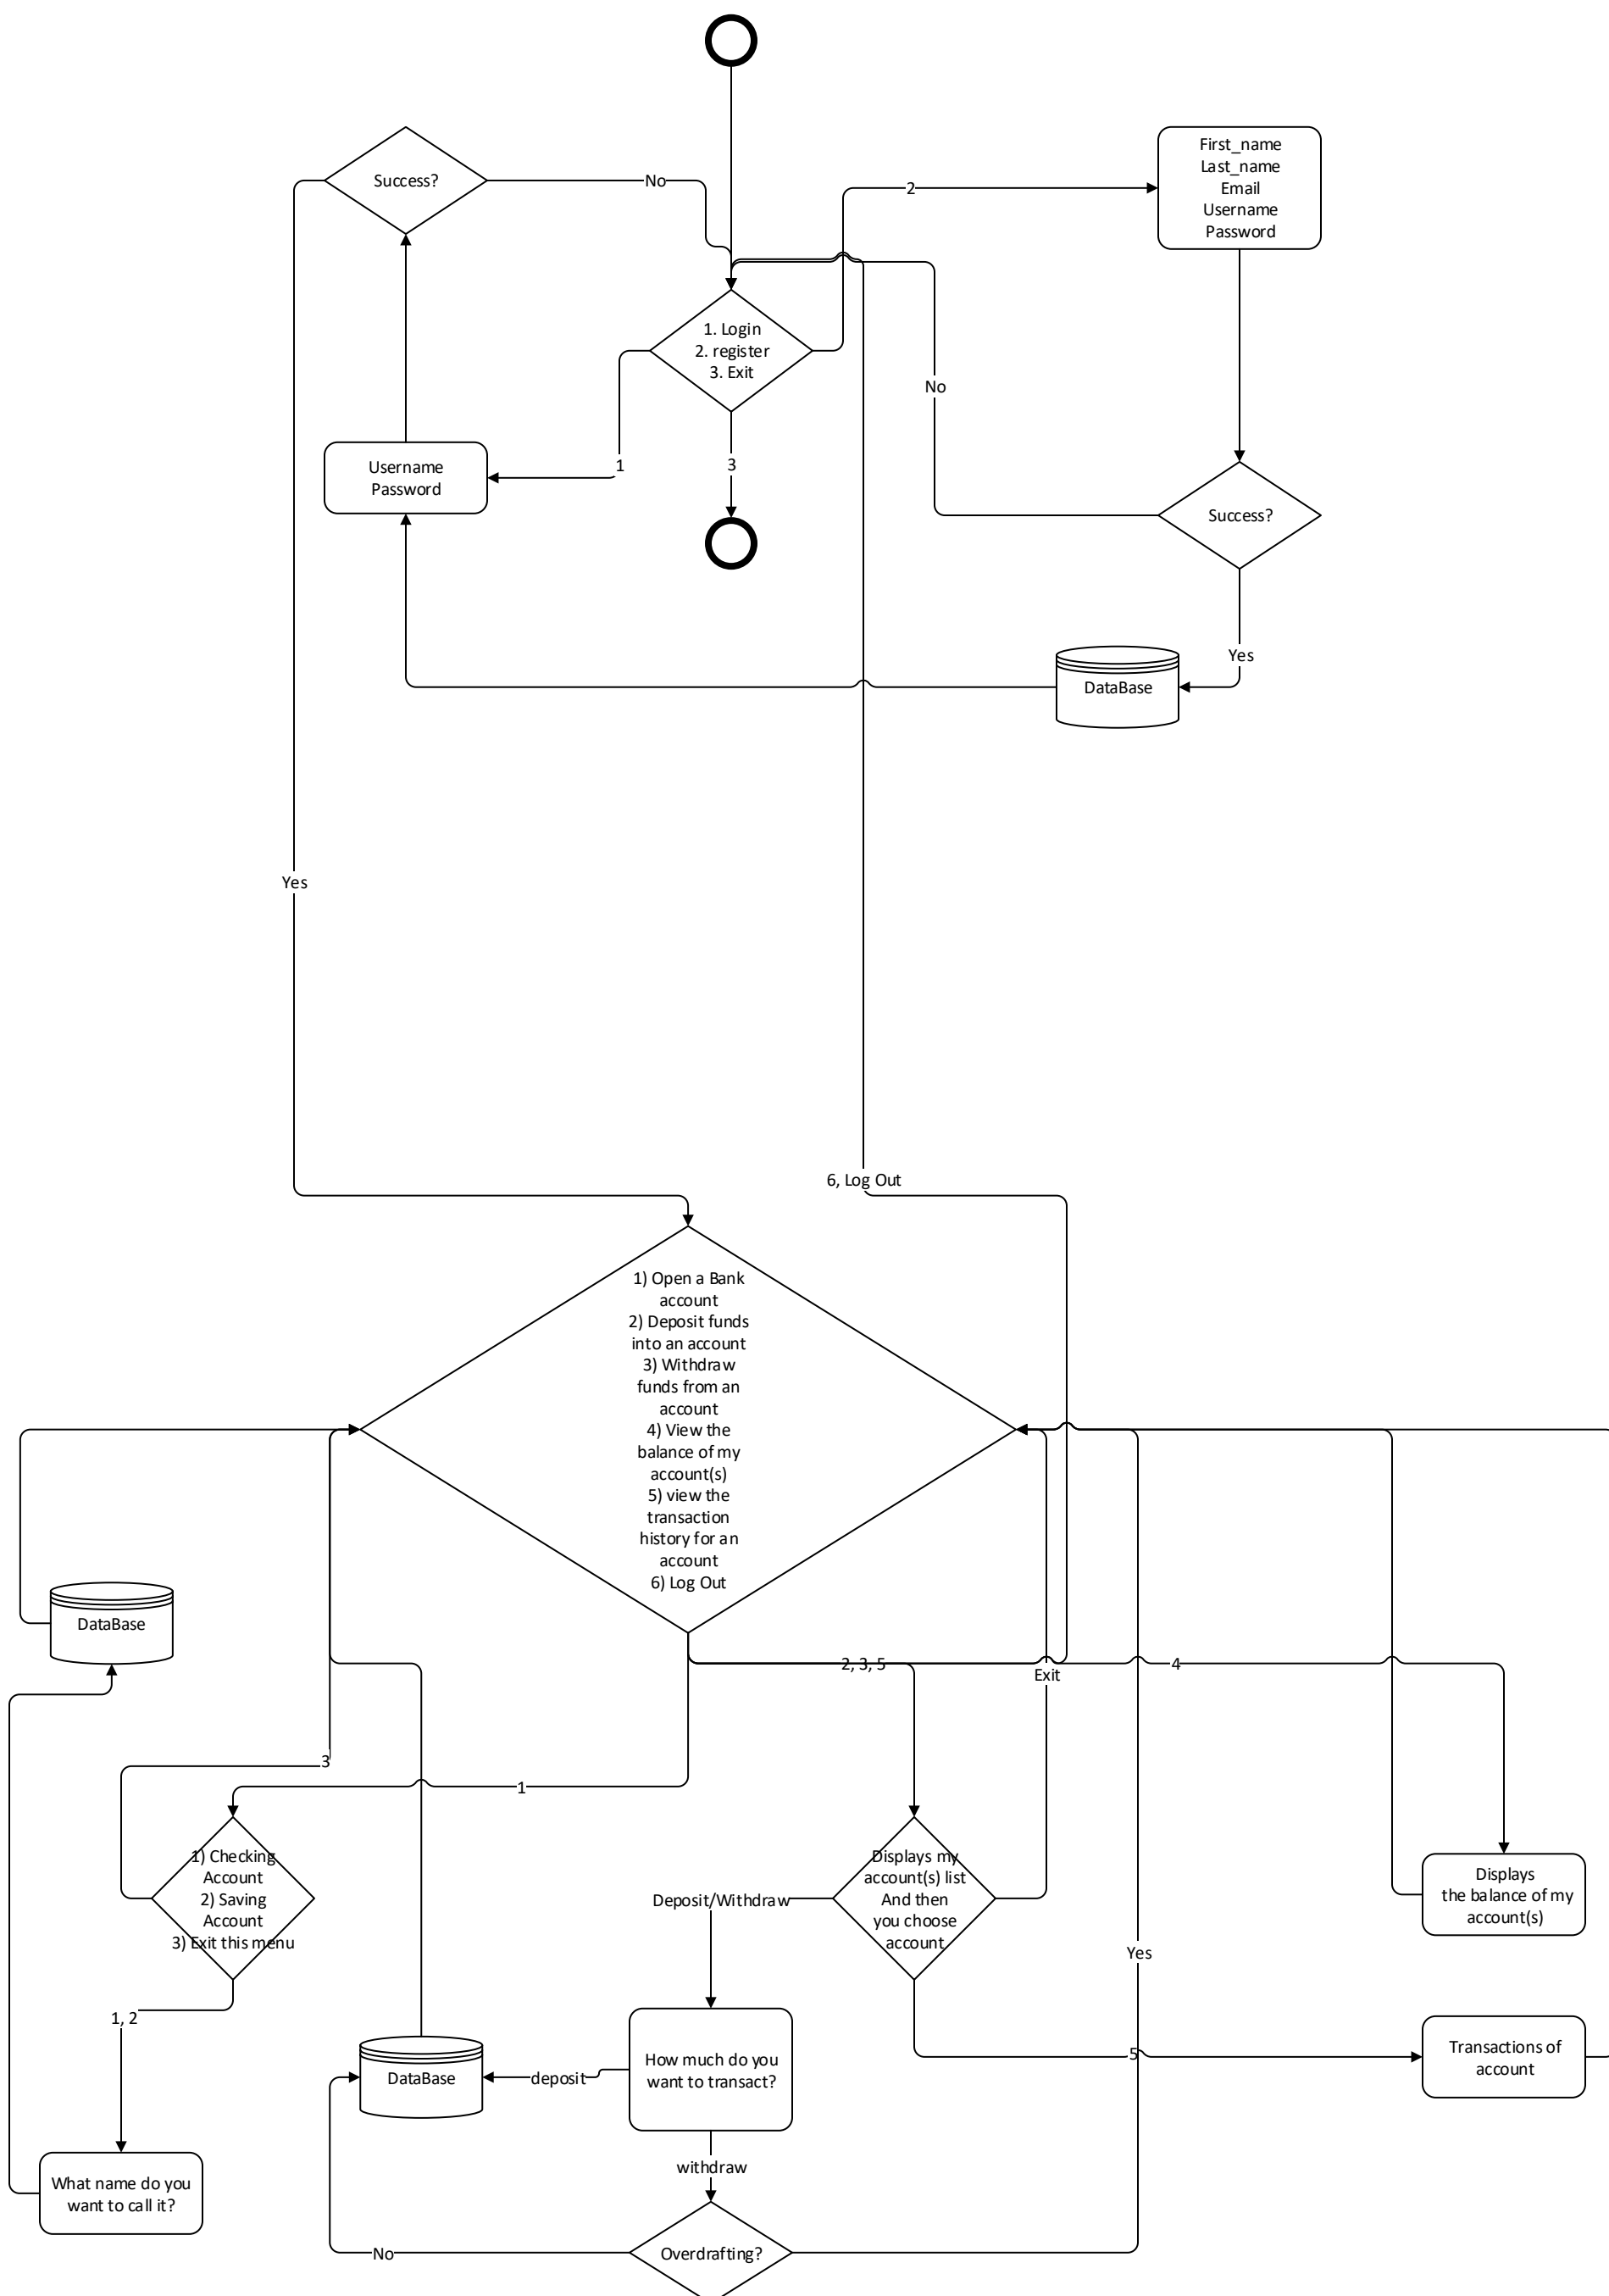 Success?
No
2
First_name
Last_name
Email
Username
Password
1. Login
2. register
3. Exit
No
Username
Password
1
3
Success?
Yes
DataBase
Yes
6, Log Out
1) Open a Bank
account
2) Deposit funds
into an account
3) Withdraw
funds from an
account
4) View the
balance of my
account(s)
5) view the
transaction
history for an
account
6) Log Out
DataBase
2, 3, 5
Exit
4
3
1
1) Checking
Account
2) Saving
Account
3) Exit this menu
Displays my
account(s) list
And then
you choose
account
Deposit/Withdraw
Displays
the balance of my
account(s)
Yes
1, 2
How much do you
want to transact?
5
Transactions of
account
DataBase
deposit
withdraw
What name do you
want to call it?
No
Overdrafting?